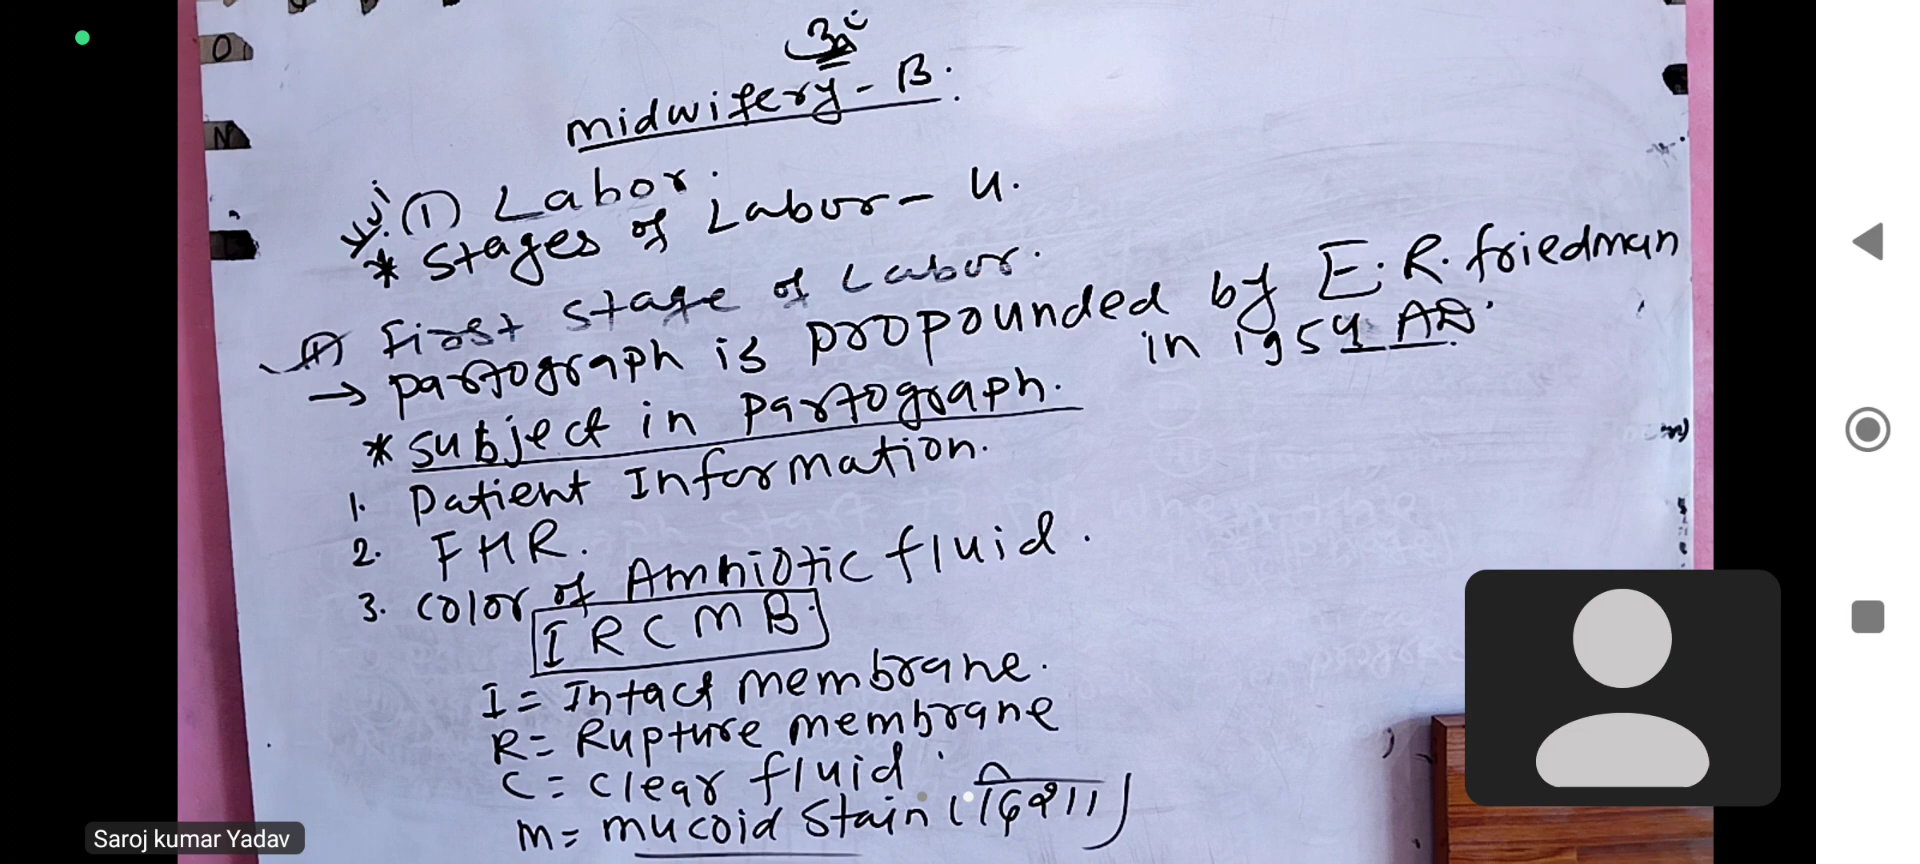 ॐ
midwifery - B.
V.V.i ① Labor.
* Stages of Labor - 4.
① First stage of Labor.
→ partograph is propounded by E.R. friedman
in 1954 AD.
* Subject in partograph.
1. Patient Information.
2. FHR.
3. color of Amniotic fluid.
I R C M B.
I = Intact membrane.
R = Rupture membrane
C = clear fluid.
M = mucoid stain (
Saroj kumar Yadav
O
N